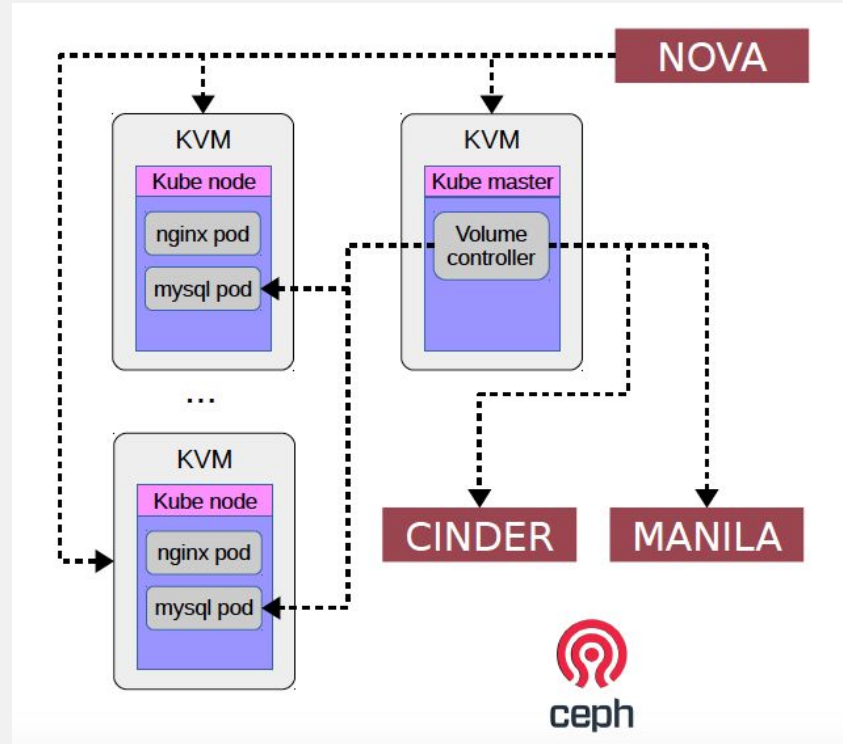 NOVA
KVM
Kube node
nginx pod
mysql pod
KVM
Kube master
Volume
controller
...
KVM
Kube node
nginx pod
mysql pod
CINDER
MANILA
ceph